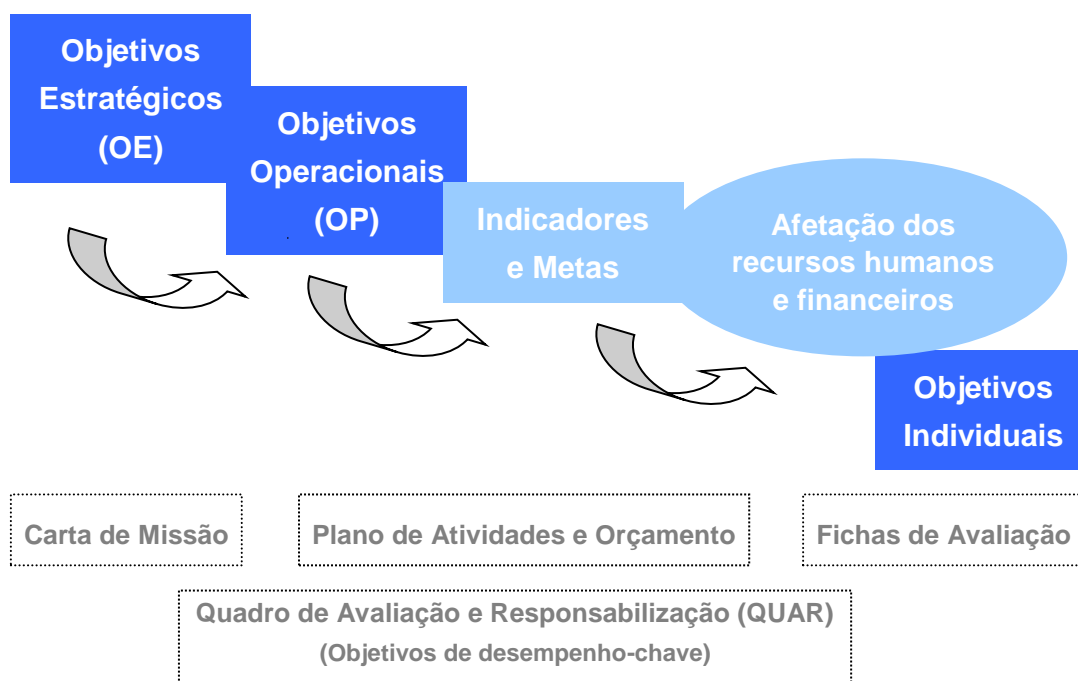 Objetivos
Estratégicos
(OE)
Objetivos
Operacionais
(OP)
Indicadores
e Metas
Afetação dos
recursos humanos
e financeiros
Objetivos
Individuais
Carta de Missão
Plano de Atividades e Orçamento
Fichas de Avaliação
Quadro de Avaliação e Responsabilização (QUAR)
(Objetivos de desempenho-chave)